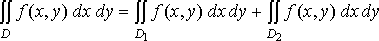 ∬_D f(x, y) dx dy = ∬_{D_1} f(x, y) dx dy + ∬_{D_2} f(x, y) dx dy